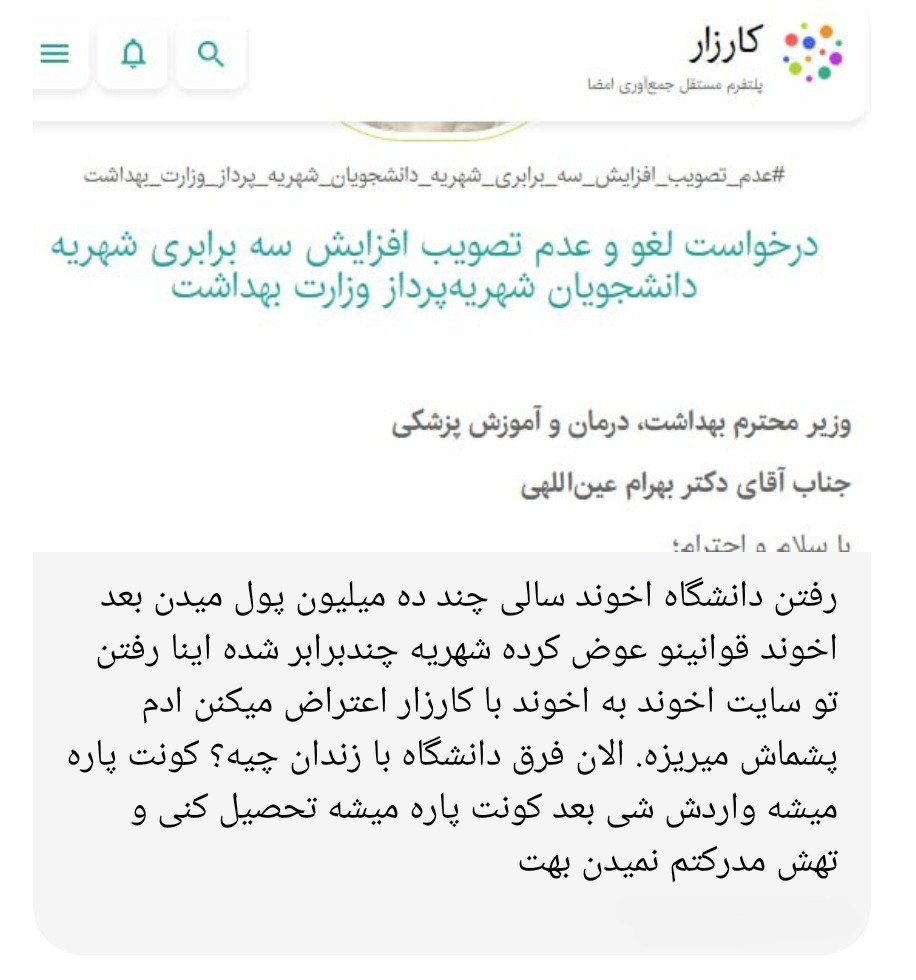 کارزار
پلتفرم مستقل جمع‌آوری امضا
#عدم_تصویب_افزایش_سه_برابری_شهریه_دانشجویان_شهریه_پرداز_وزارت_بهداشت
درخواست لغو و عدم تصویب افزایش سه برابری شهریه
دانشجویان شهریه‌پرداز وزارت بهداشت
وزیر محترم بهداشت، درمان و آموزش پزشکی
جناب آقای دکتر بهرام عین‌اللهی
با سلام و احترام؛
رفتن دانشگاه اخوند سالی چند ده میلیون پول میدن بعد
اخوند قوانینو عوض کرده شهریه چندبرابر شده اینا رفتن
تو سایت اخوند به اخوند با کارزار اعتراض میکنن ادم
پشماش میریزه. الان فرق دانشگاه با زندان چیه؟ کونت پاره
میشه واردش شی بعد کونت پاره میشه تحصیل کنی و
تهش مدرکتم نمیدن بهت